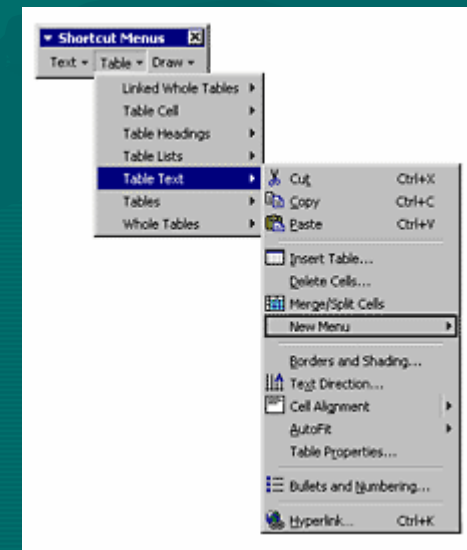 Shortcut Menus
Text Table Draw
Linked Whole Tables
Table Cell
Table Headings
Table Lists
Table Text
Tables
Whole Tables
Cut Ctrl+X
Copy Ctrl+C
Paste Ctrl+V
Insert Table...
Delete Cells...
Merge/Split Cells
New Menu
Borders and Shading...
Text Direction...
Cell Alignment
AutoFit
Table Properties...
Bullets and Numbering...
Hyperlink... Ctrl+K